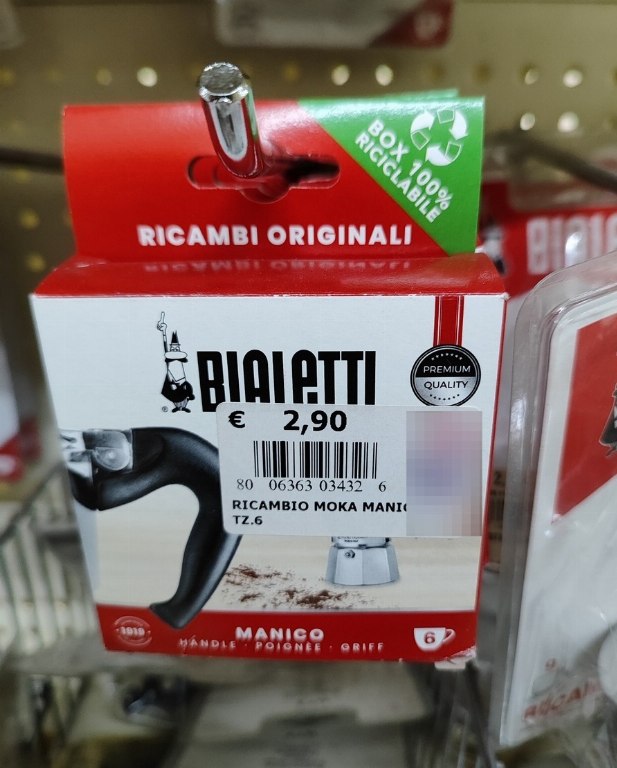 BOX 100%
RICICLABILE
RICAMBI ORIGINALI
BIALETTI
PREMIUM
QUALITY
€ 2,90
80 06363 03432 6
RICAMBIO MOKA MANIC
TZ.6
1919
MANICO
HANDLE · POIGNÉE · GRIFF
6